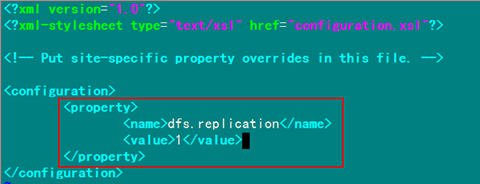 <?xml version="1.0"?>
<?xml-stylesheet type="text/xsl" href="configuration.xsl"?>
<!-- Put site-specific property overrides in this file. -->
<configuration>
<property>
<name>dfs.replication</name>
<value>1</value>
</property>
</configuration>